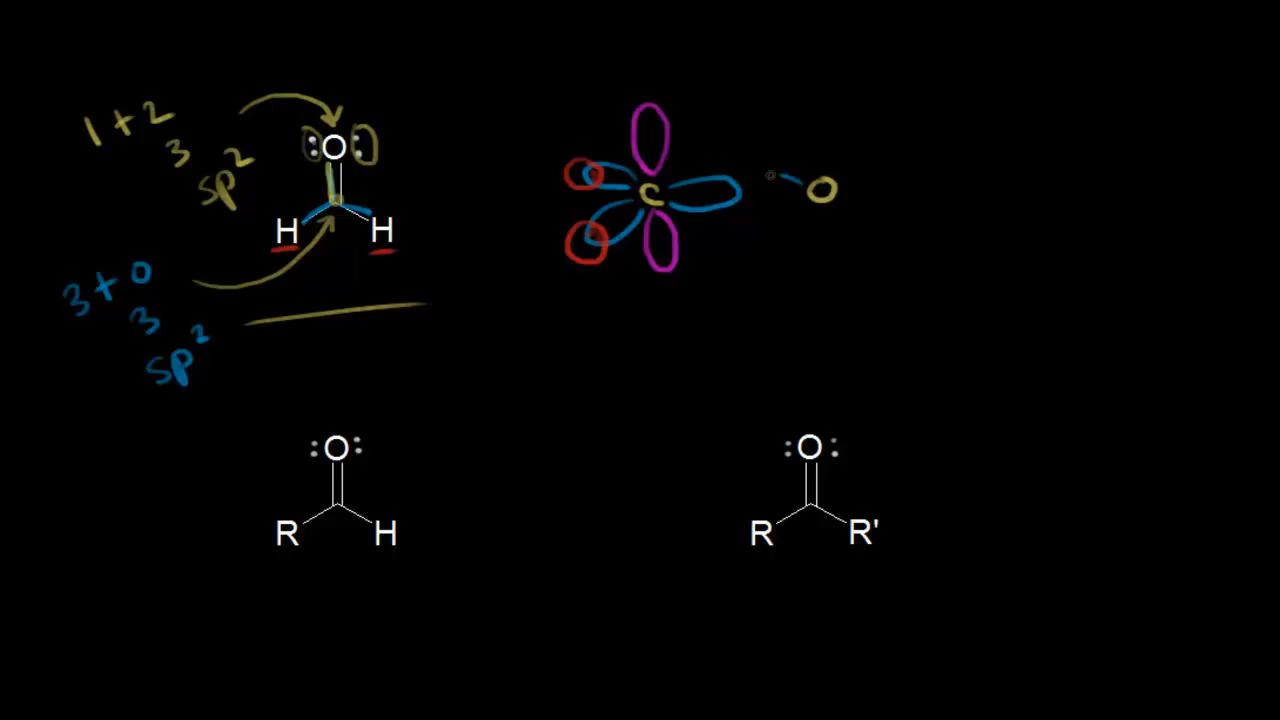 1 + 2
3
sp²
:O:
H H
C O
3 + 0
3
sp²
:O: :O:
R H R R'